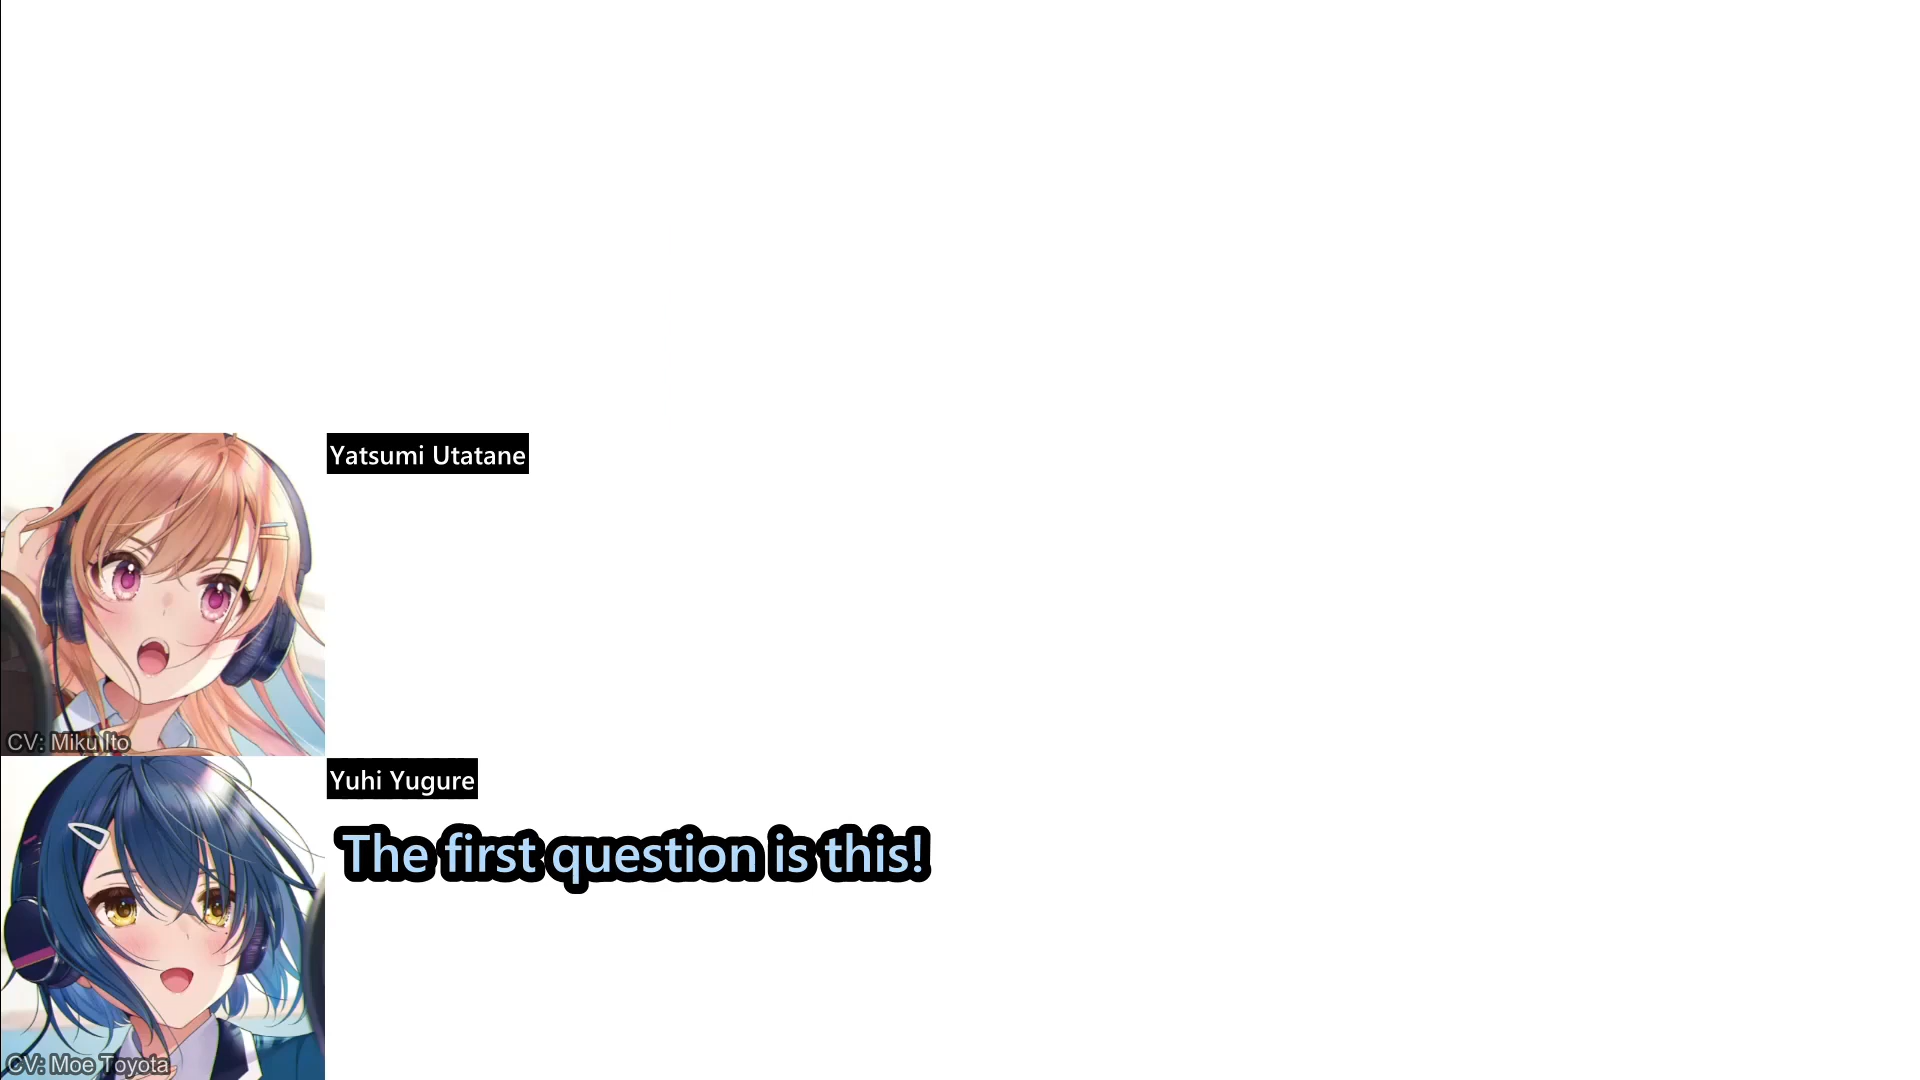 Yatsumi Utatane
CV: Miku Ito
Yuhi Yugure
The first question is this!
CV: Moe Toyota